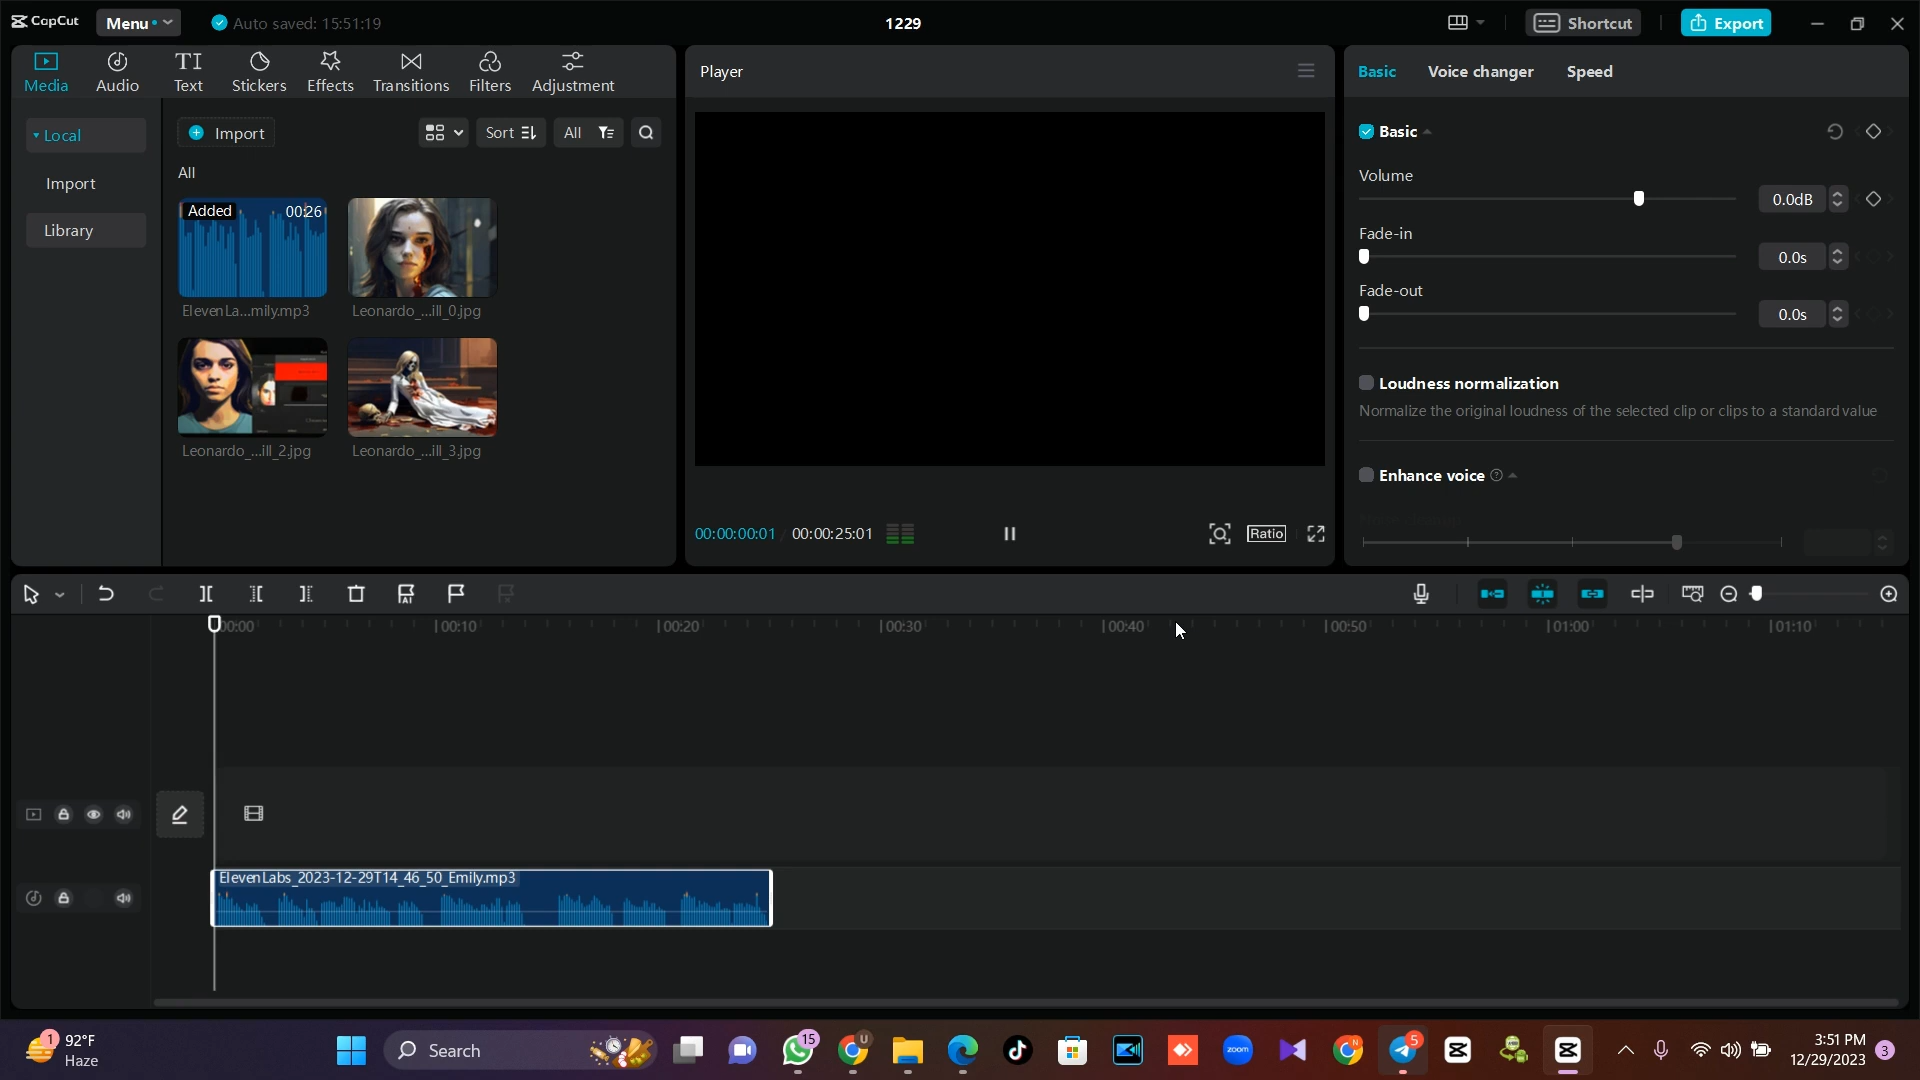 CapCut
Menu
Auto saved: 15:51:19
1229
Shortcut
Export
Media
Audio
TI
Text
Stickers
Effects
Transitions
Filters
Adjustment
Local
Import
Library
Import
Sort
All
All
Added
00:26
ElevenLa...mily.mp3
Leonardo_...ill_0.jpg
Leonardo_...ill_2.jpg
Leonardo_...ill_3.jpg
Player
00:00:00:01
00:00:25:01
Ratio
Basic
Voice changer
Speed
Basic
Volume
0.0dB
Fade-in
0.0s
Fade-out
0.0s
Loudness normalization
Normalize the original loudness of the selected clip or clips to a standard value
Enhance voice
00:00
00:10
00:20
00:30
00:40
00:50
01:00
01:10
ElevenLabs_2023-12-29T14_46_50_Emily.mp3
1
92°F
Haze
Search
15
U
zoom
N
5
3:51 PM
12/29/2023
3